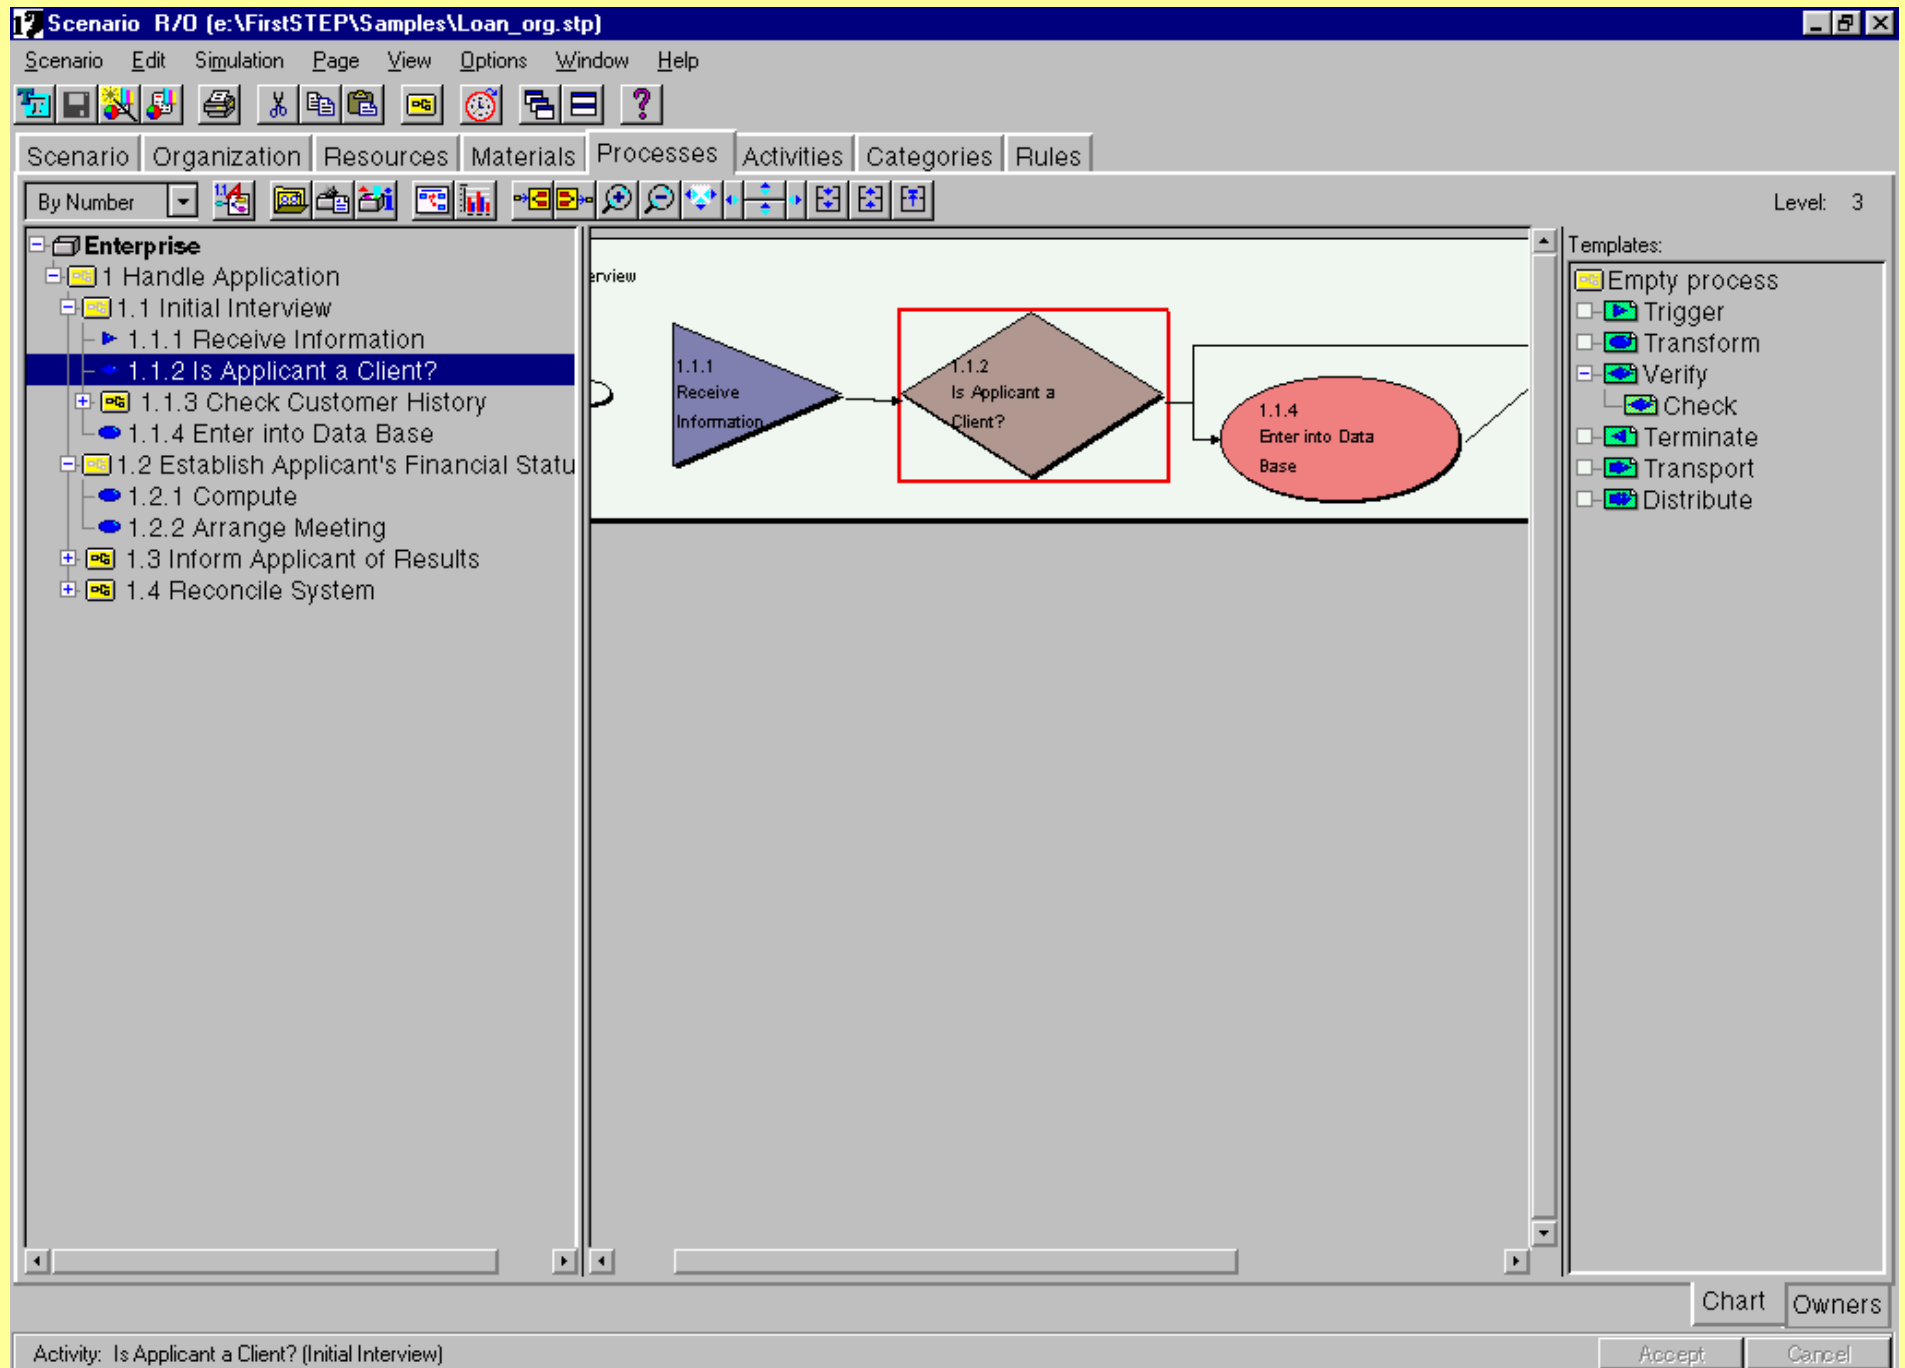 Scenario R/O (e:\FirstSTEP\Samples\Loan_org.stp)
Scenario Edit Simulation Page View Options Window Help
Scenario Organization Resources Materials Processes Activities Categories Rules
By Number
Level: 3
Enterprise
1 Handle Application
1.1 Initial Interview
1.1.1 Receive Information
1.1.2 Is Applicant a Client?
1.1.3 Check Customer History
1.1.4 Enter into Data Base
1.2 Establish Applicant's Financial Statu
1.2.1 Compute
1.2.2 Arrange Meeting
1.3 Inform Applicant of Results
1.4 Reconcile System
erview
1.1.1
Receive
Information
1.1.2
Is Applicant a
Client?
1.1.4
Enter into Data
Base
Templates:
Empty process
Trigger
Transform
Verify
Check
Terminate
Transport
Distribute
Chart Owners
Activity: Is Applicant a Client? (Initial Interview)
Accept Cancel